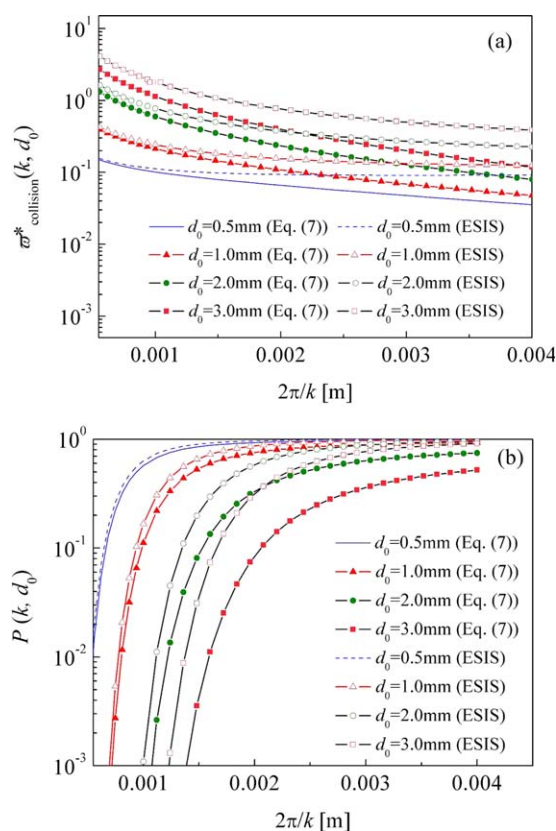 (a)
10¹
10⁰
10⁻¹
10⁻²
10⁻³
ϖ*collision(k, d₀)
d₀=0.5mm (Eq. (7)) d₀=0.5mm (ESIS)
d₀=1.0mm (Eq. (7)) d₀=1.0mm (ESIS)
d₀=2.0mm (Eq. (7)) d₀=2.0mm (ESIS)
d₀=3.0mm (Eq. (7)) d₀=3.0mm (ESIS)
0.001 0.002 0.003 0.004
2π/k [m]
(b)
10⁰
10⁻¹
10⁻²
10⁻³
P (k, d₀)
d₀=0.5mm (Eq. (7))
d₀=1.0mm (Eq. (7))
d₀=2.0mm (Eq. (7))
d₀=3.0mm (Eq. (7))
d₀=0.5mm (ESIS)
d₀=1.0mm (ESIS)
d₀=2.0mm (ESIS)
d₀=3.0mm (ESIS)
0.001 0.002 0.003 0.004
2π/k [m]